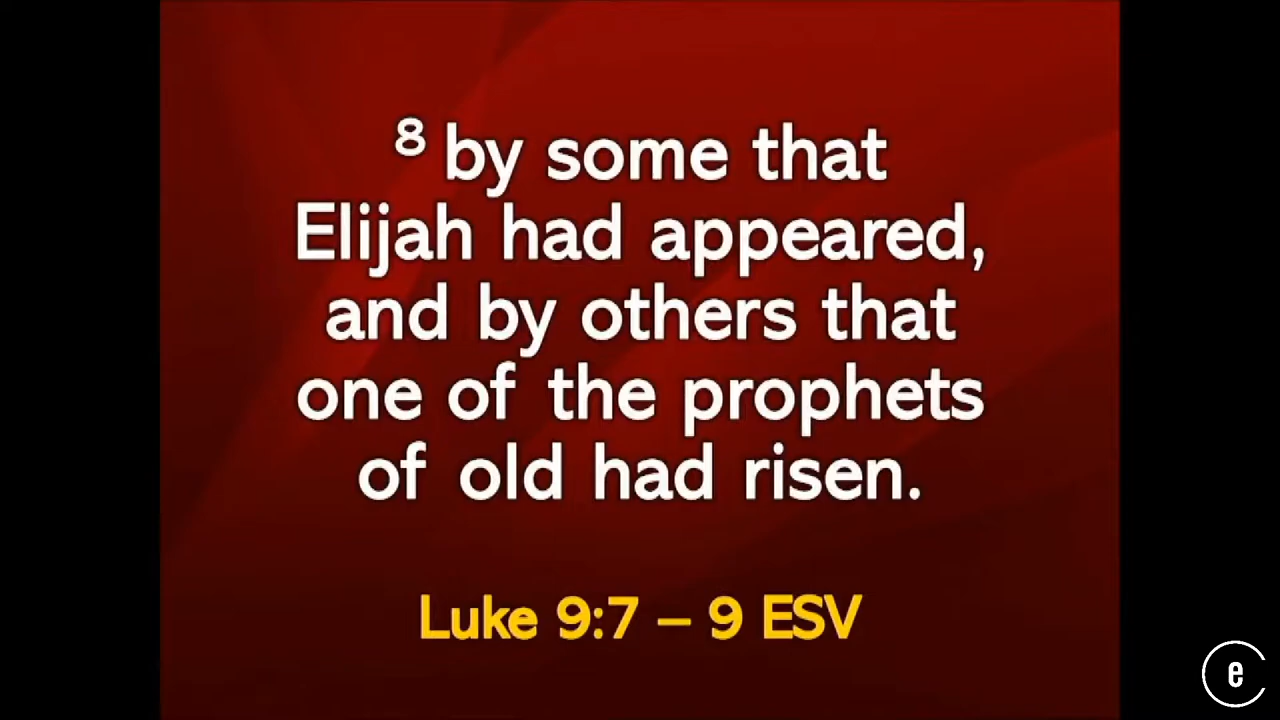 8 by some that
Elijah had appeared,
and by others that
one of the prophets
of old had risen.
Luke 9:7 – 9 ESV
e